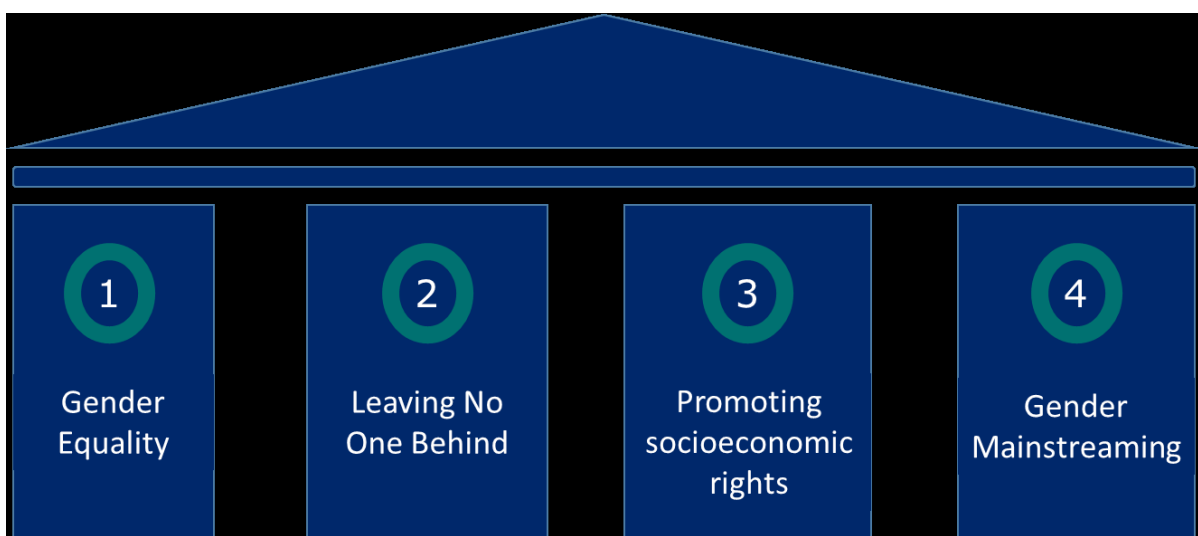 1
Gender
Equality
2
Leaving No
One Behind
3
Promoting
socioeconomic
rights
4
Gender
Mainstreaming